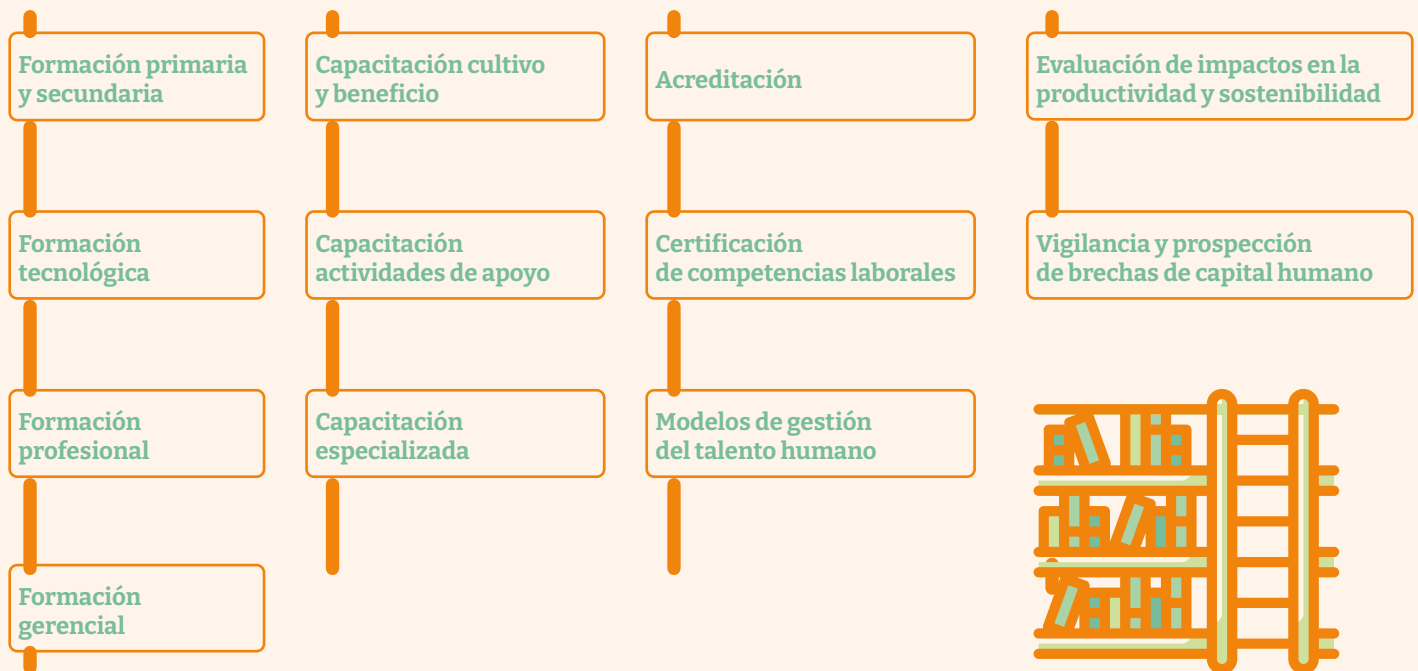 Formación primaria
y secundaria
Formación
tecnológica
Formación
profesional
Formación
gerencial
Capacitación cultivo
y beneficio
Capacitación
actividades de apoyo
Capacitación
especializada
Acreditación
Certificación
de competencias laborales
Modelos de gestión
del talento humano
Evaluación de impactos en la
productividad y sostenibilidad
Vigilancia y prospección
de brechas de capital humano